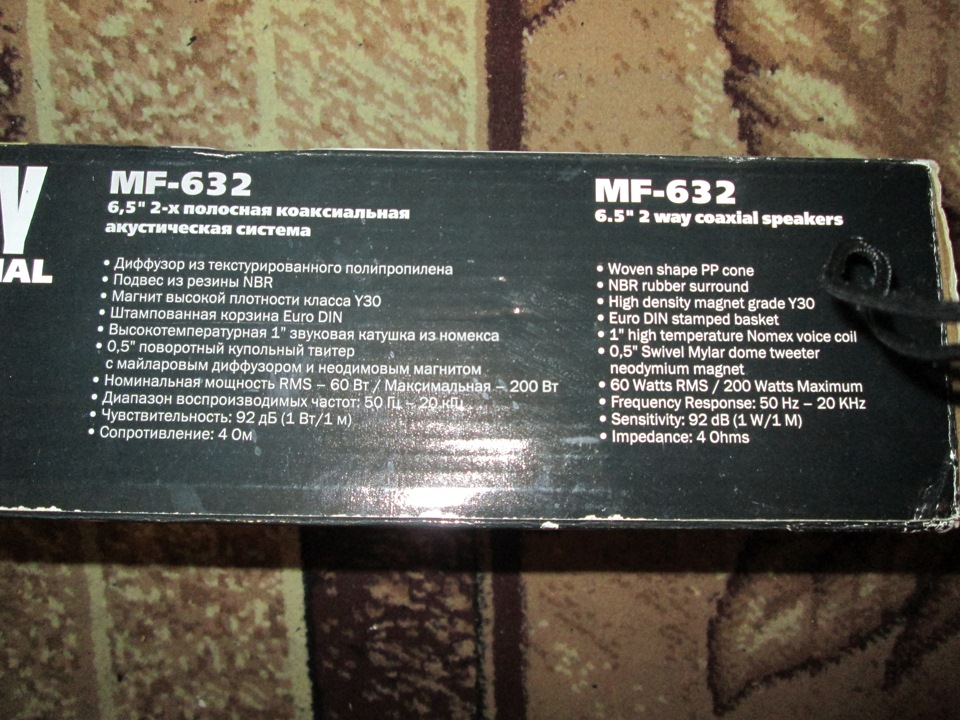 Y
IAL
MF-632
6,5" 2-х полосная коаксиальная
акустическая система
• Диффузор из текстурированного полипропилена
• Подвес из резины NBR
• Магнит высокой плотности класса Y30
• Штампованная корзина Euro DIN
• Высокотемпературная 1" звуковая катушка из номекса
• 0,5" поворотный купольный твитер
с майларовым диффузором и неодимовым магнитом
• Номинальная мощность RMS – 60 Вт / Максимальная – 200 Вт
• Диапазон воспроизводимых частот: 50 Гц – 20 кГц
• Чувствительность: 92 дБ (1 Вт/1 м)
• Сопротивление: 4 Ом
MF-632
6.5" 2 way coaxial speakers
• Woven shape PP cone
• NBR rubber surround
• High density magnet grade Y30
• Euro DIN stamped basket
• 1" high temperature Nomex voice coil
• 0,5" Swivel Mylar dome tweeter
neodymium magnet
• 60 Watts RMS / 200 Watts Maximum
• Frequency Response: 50 Hz – 20 KHz
• Sensitivity: 92 dB (1 W/1 M)
• Impedance: 4 Ohms